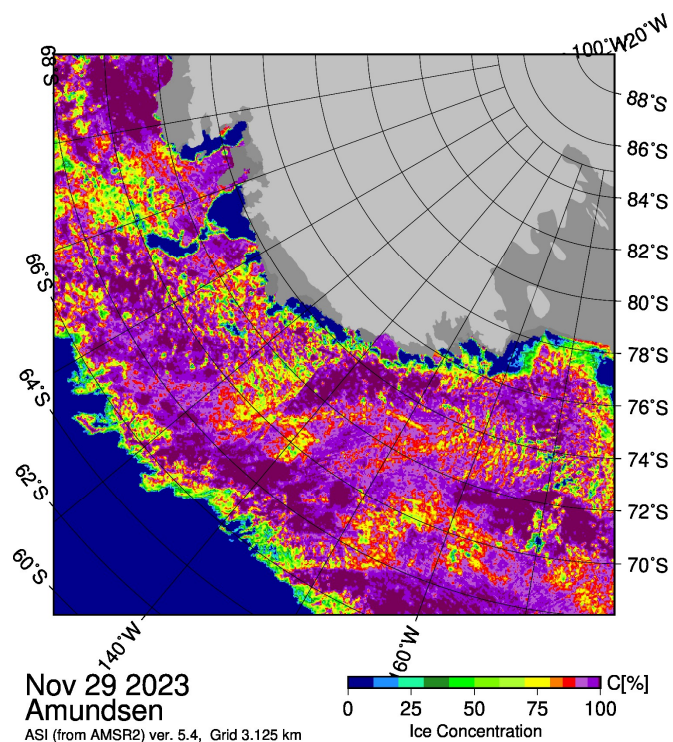 100˚W
120˚W
68˚S
88˚S
86˚S
84˚S
82˚S
80˚S
78˚S
76˚S
74˚S
72˚S
70˚S
66˚S
64˚S
62˚S
60˚S
140˚W
160˚W
Nov 29 2023
Amundsen
ASI (from AMSR2) ver. 5.4, Grid 3.125 km
C[%]
0 25 50 75 100
Ice Concentration